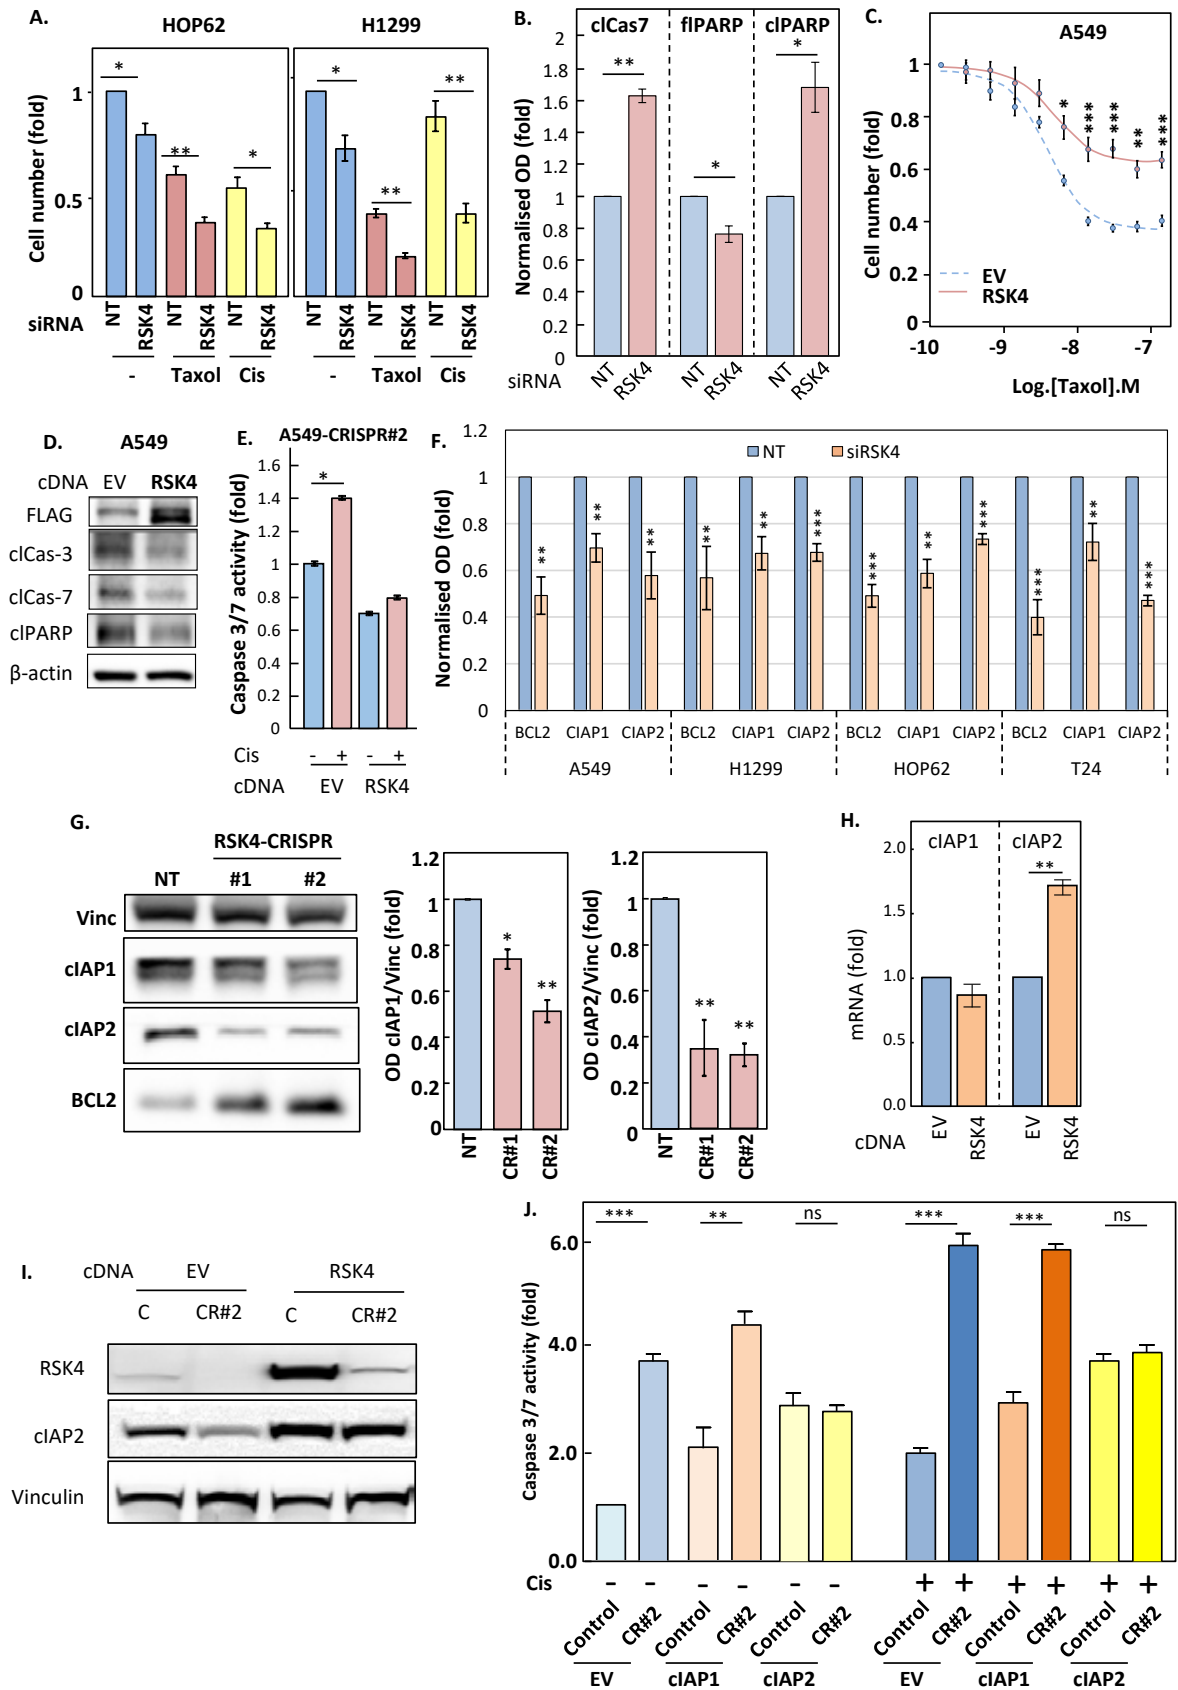 A.
HOP62 H1299
Cell number (fold)
1
0.5
0
* ** * * ** **
siRNA NT RSK4 NT RSK4 NT RSK4 NT RSK4 NT RSK4 NT RSK4
- Taxol Cis - Taxol Cis
B.
clCas7 flPARP clPARP
Normalised OD (fold)
2
1.8
1.6
1.4
1.2
1
0.8
0.6
0.4
0.2
0
** * *
siRNA NT RSK4 NT RSK4 NT RSK4
C.
A549
Cell number (fold)
1
0.8
0.6
0.4
0.2
0
* *** *** ** ***
EV
RSK4
-10 -9 -8 -7
Log.[Taxol].M
D.
A549
cDNA EV RSK4
FLAG
clCas-3
clCas-7
clPARP
β-actin
E.
A549-CRISPR#2
Caspase 3/7 activity (fold)
1.6
1.4
1.2
1
0.8
0.6
0.4
0.2
0
*
Cis - + - +
cDNA EV RSK4
F.
Normalised OD (fold)
1.2
1
0.8
0.6
0.4
0.2
0
NT siRSK4
** ** ** ** ** *** *** ** *** *** ** ***
BCL2 CIAP1 CIAP2 BCL2 CIAP1 CIAP2 BCL2 CIAP1 CIAP2 BCL2 CIAP1 CIAP2
A549 H1299 HOP62 T24
G.
RSK4-CRISPR
NT #1 #2
Vinc
cIAP1
cIAP2
BCL2
OD cIAP1/Vinc (fold)
1.2
1
0.8
0.6
0.4
0.2
0
* **
NT CR#1 CR#2
OD cIAP2/Vinc (fold)
1.2
1
0.8
0.6
0.4
0.2
0
** **
NT CR#1 CR#2
H.
cIAP1 cIAP2
mRNA (fold)
2.0
1.5
1.0
0.0
**
cDNA EV RSK4 EV RSK4
I.
cDNA EV RSK4
C CR#2 C CR#2
RSK4
cIAP2
Vinculin
J.
Caspase 3/7 activity (fold)
6.0
4.0
2.0
0.0
*** ** ns *** *** ns
Cis - - - - - - + + + + + +
Control CR#2 Control CR#2 Control CR#2 Control CR#2 Control CR#2 Control CR#2
EV cIAP1 cIAP2 EV cIAP1 cIAP2